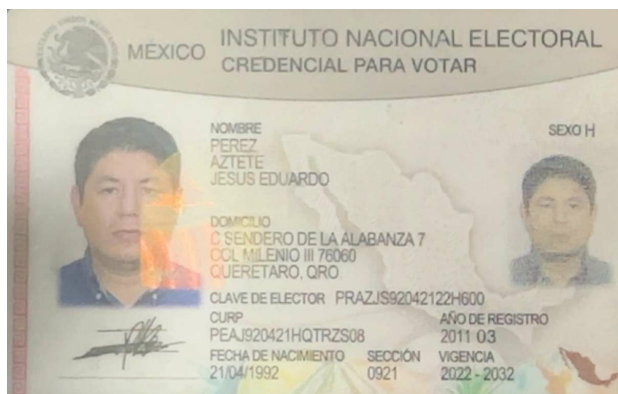 MÉXICO INSTITUTO NACIONAL ELECTORAL
CREDENCIAL PARA VOTAR
NOMBRE
PEREZ
AZTETE
JESUS EDUARDO
SEXO H
DOMICILIO
C SENDERO DE LA ALABANZA 7
COL MILENIO III 76060
QUERETARO, QRO
CLAVE DE ELECTOR PRAZJS92042122H600
CURP
PEAJ920421HQTRZS08
AÑO DE REGISTRO
2011 03
FECHA DE NACIMIENTO
21/04/1992
SECCIÓN
0921
VIGENCIA
2022 - 2032